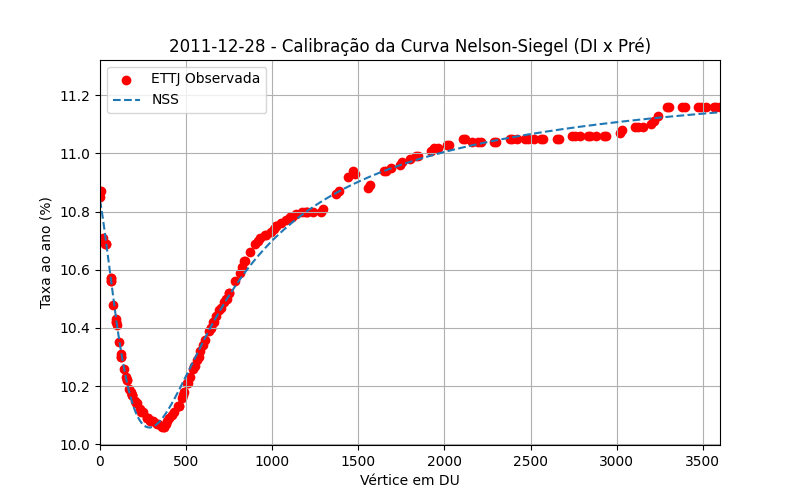 2011-12-28 - Calibração da Curva Nelson-Siegel (DI x Pré)
ETTJ Observada
NSS
Taxa ao ano (%)
11.2
11.0
10.8
10.6
10.4
10.2
10.0
0 500 1000 1500 2000 2500 3000 3500
Vértice em DU